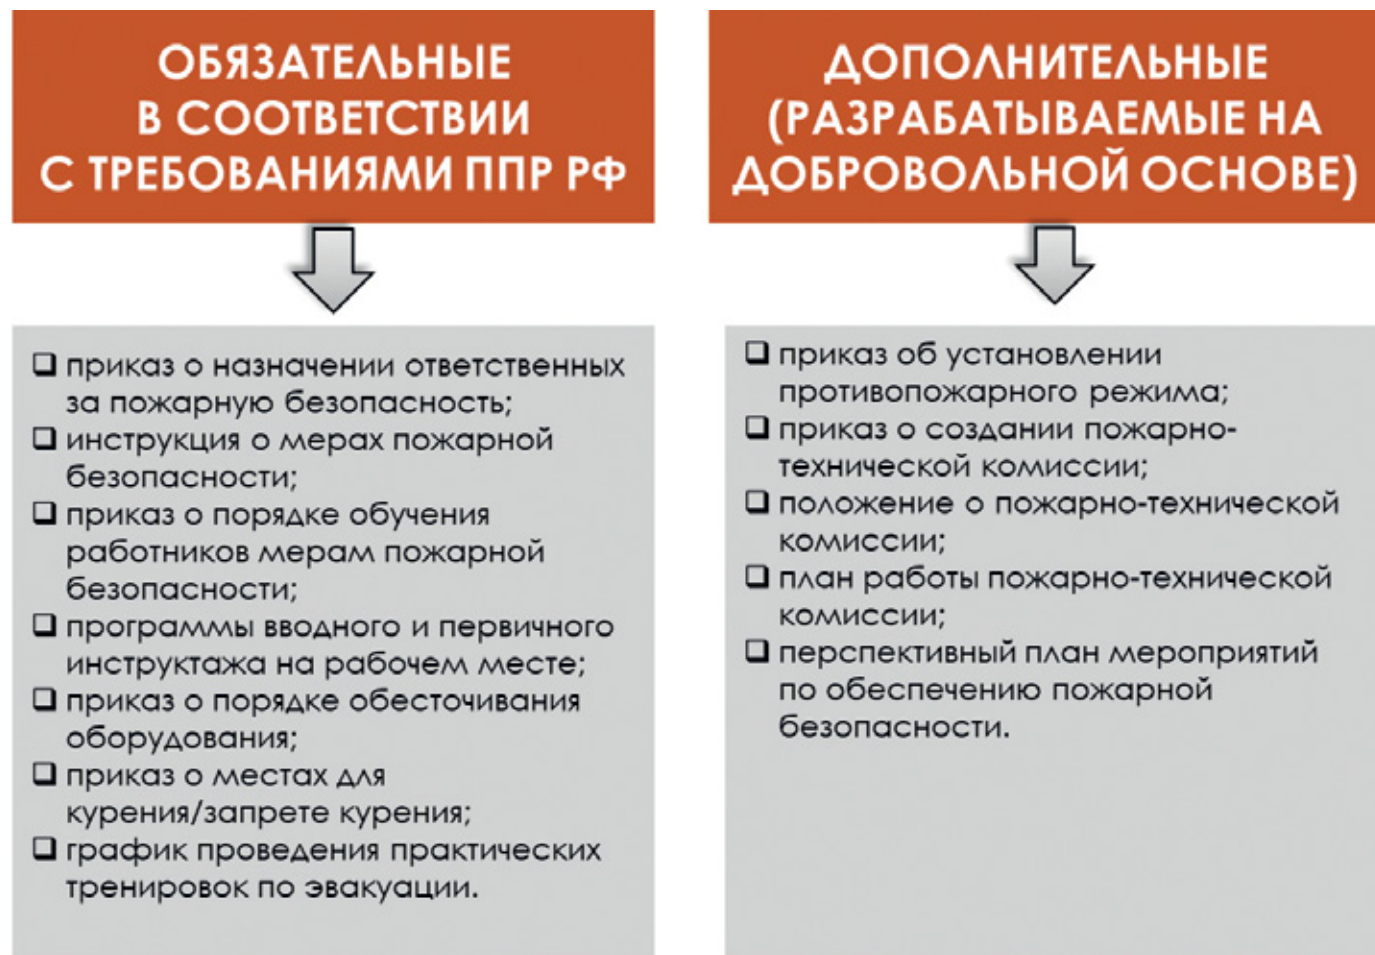 ОБЯЗАТЕЛЬНЫЕ
В СООТВЕТСТВИИ
С ТРЕБОВАНИЯМИ ППР РФ
❑ приказ о назначении ответственных
за пожарную безопасность;
❑ инструкция о мерах пожарной
безопасности;
❑ приказ о порядке обучения
работников мерам пожарной
безопасности;
❑ программы вводного и первичного
инструктажа на рабочем месте;
❑ приказ о порядке обесточивания
оборудования;
❑ приказ о местах для
курения/запрете курения;
❑ график проведения практических
тренировок по эвакуации.
ДОПОЛНИТЕЛЬНЫЕ
(РАЗРАБАТЫВАЕМЫЕ НА
ДОБРОВОЛЬНОЙ ОСНОВЕ)
❑ приказ об установлении
противопожарного режима;
❑ приказ о создании пожарно-
технической комиссии;
❑ положение о пожарно-технической
комиссии;
❑ план работы пожарно-технической
комиссии;
❑ перспективный план мероприятий
по обеспечению пожарной
безопасности.